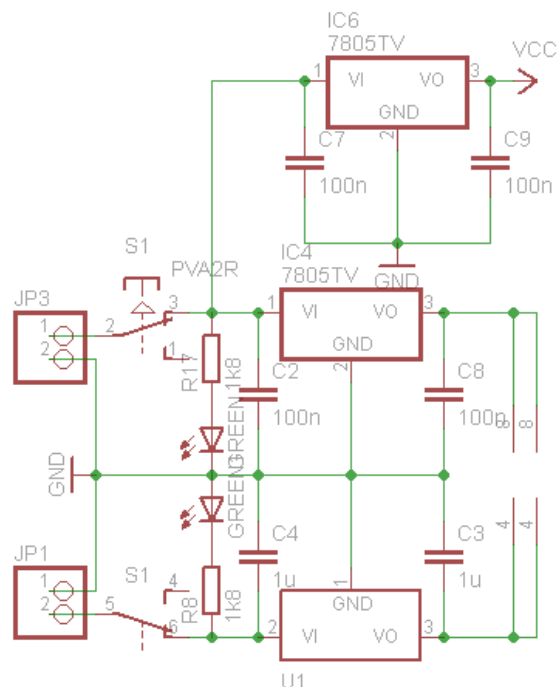 IC6
7805TV
VCC
1 VI VO 3
GND
2
C7
C9
100n
100n
S1
PVA2R
GND
IC4
7805TV
JP3
1
2
2
3
1
1 VI VO 3
GND
2
R17
1k8
C2
100n
C8
100n
8
8
GREEN
GND
GREEN
C4
1u
C3
1u
4
4
JP1
1
2
S1
5
4
6
R8
1k8
1
GND
2 VI VO 3
U1